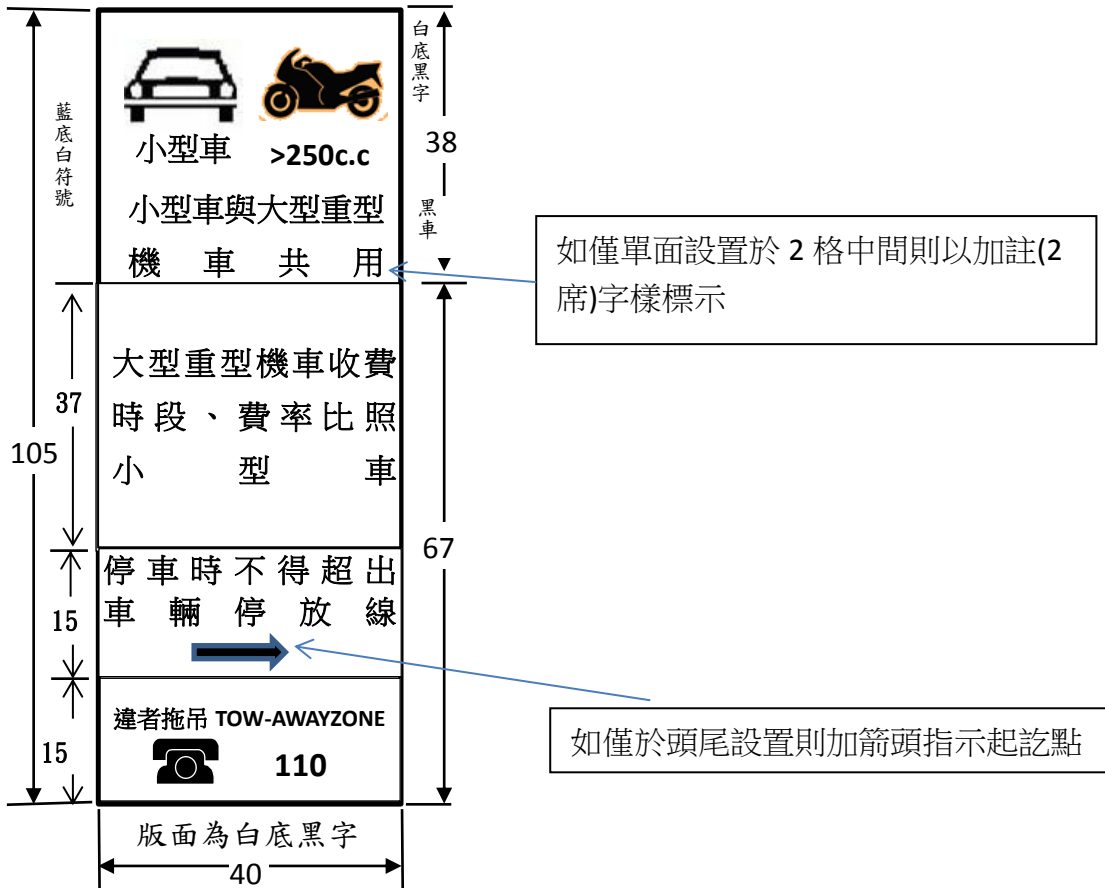 白底黑字
黑車
藍底白符號
小型車 >250c.c
小型車與大型重型
機車共用
38
如僅單面設置於 2 格中間則以加註(2
席)字樣標示
大型重型機車收費
時段、費率比照
小型車
37
105
67
停車時不得超出
車輛停放線
15
違者拖吊 TOW-AWAYZONE
110
15
如僅於頭尾設置則加箭頭指示起訖點
版面為白底黑字
40